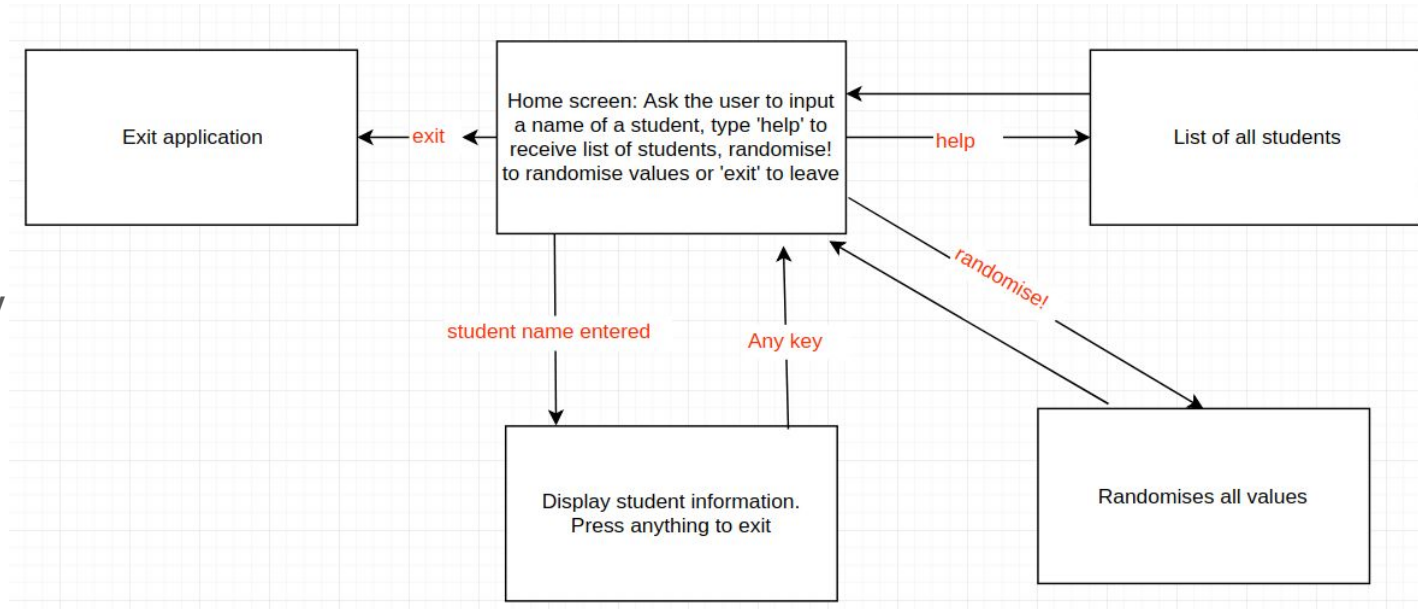 Exit application
exit
Home screen: Ask the user to input
a name of a student, type 'help' to
receive list of students, randomise!
to randomise values or 'exit' to leave
help
List of all students
randomise!
student name entered
Any key
Display student information.
Press anything to exit
Randomises all values